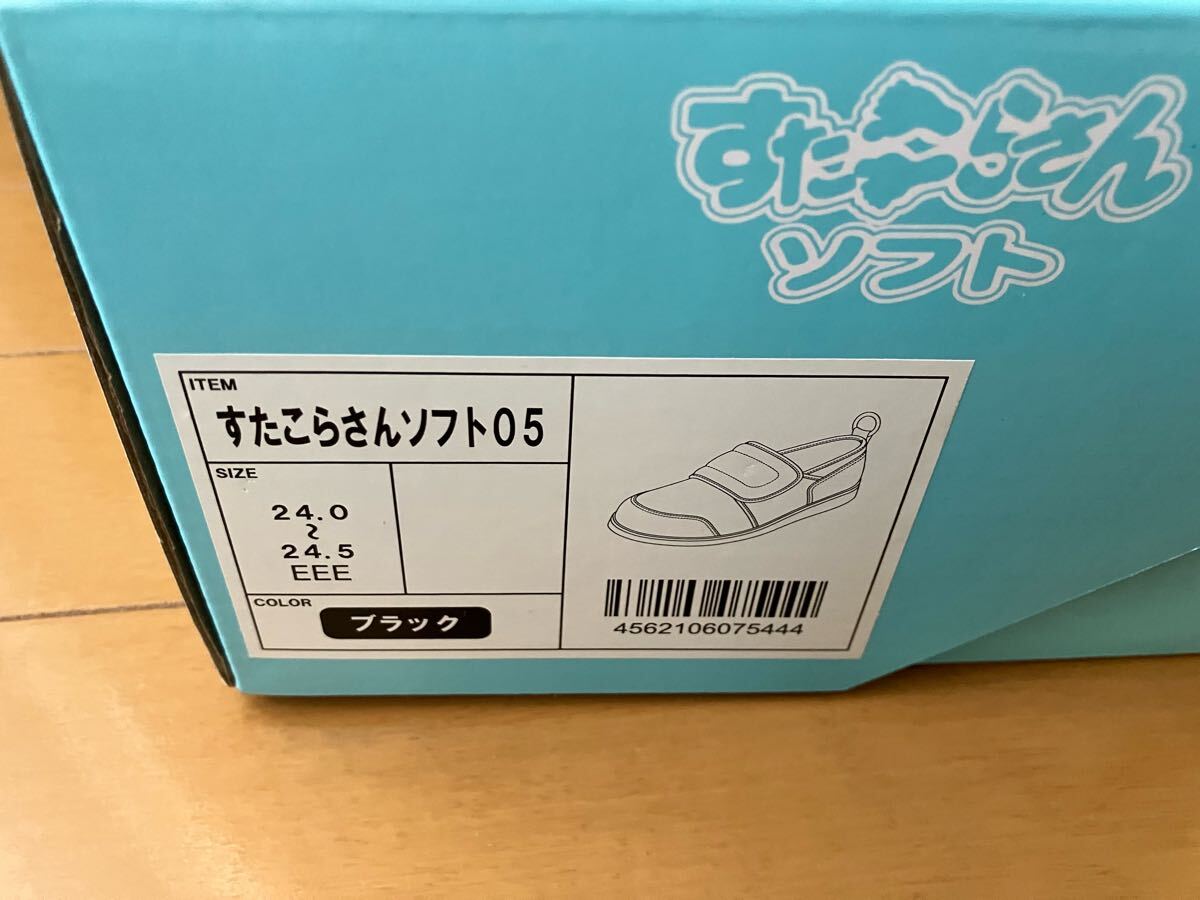 すたこらさん
ソフト
ITEM
すたこらさんソフト05
SIZE
24.0
~
24.5
EEE
COLOR
ブラック
4562106075444